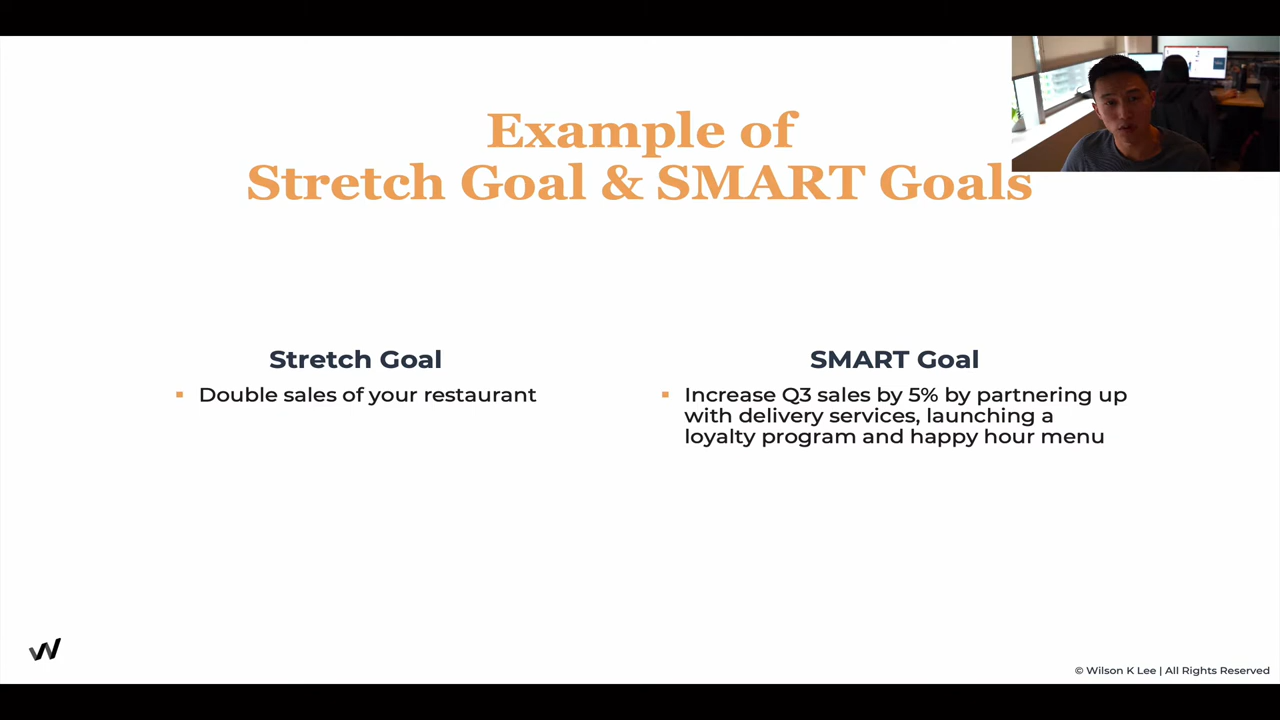 Example of
Stretch Goal & SMART Goals
Stretch Goal
▪ Double sales of your restaurant
SMART Goal
▪ Increase Q3 sales by 5% by partnering up
with delivery services, launching a
loyalty program and happy hour menu
© Wilson K Lee | All Rights Reserved